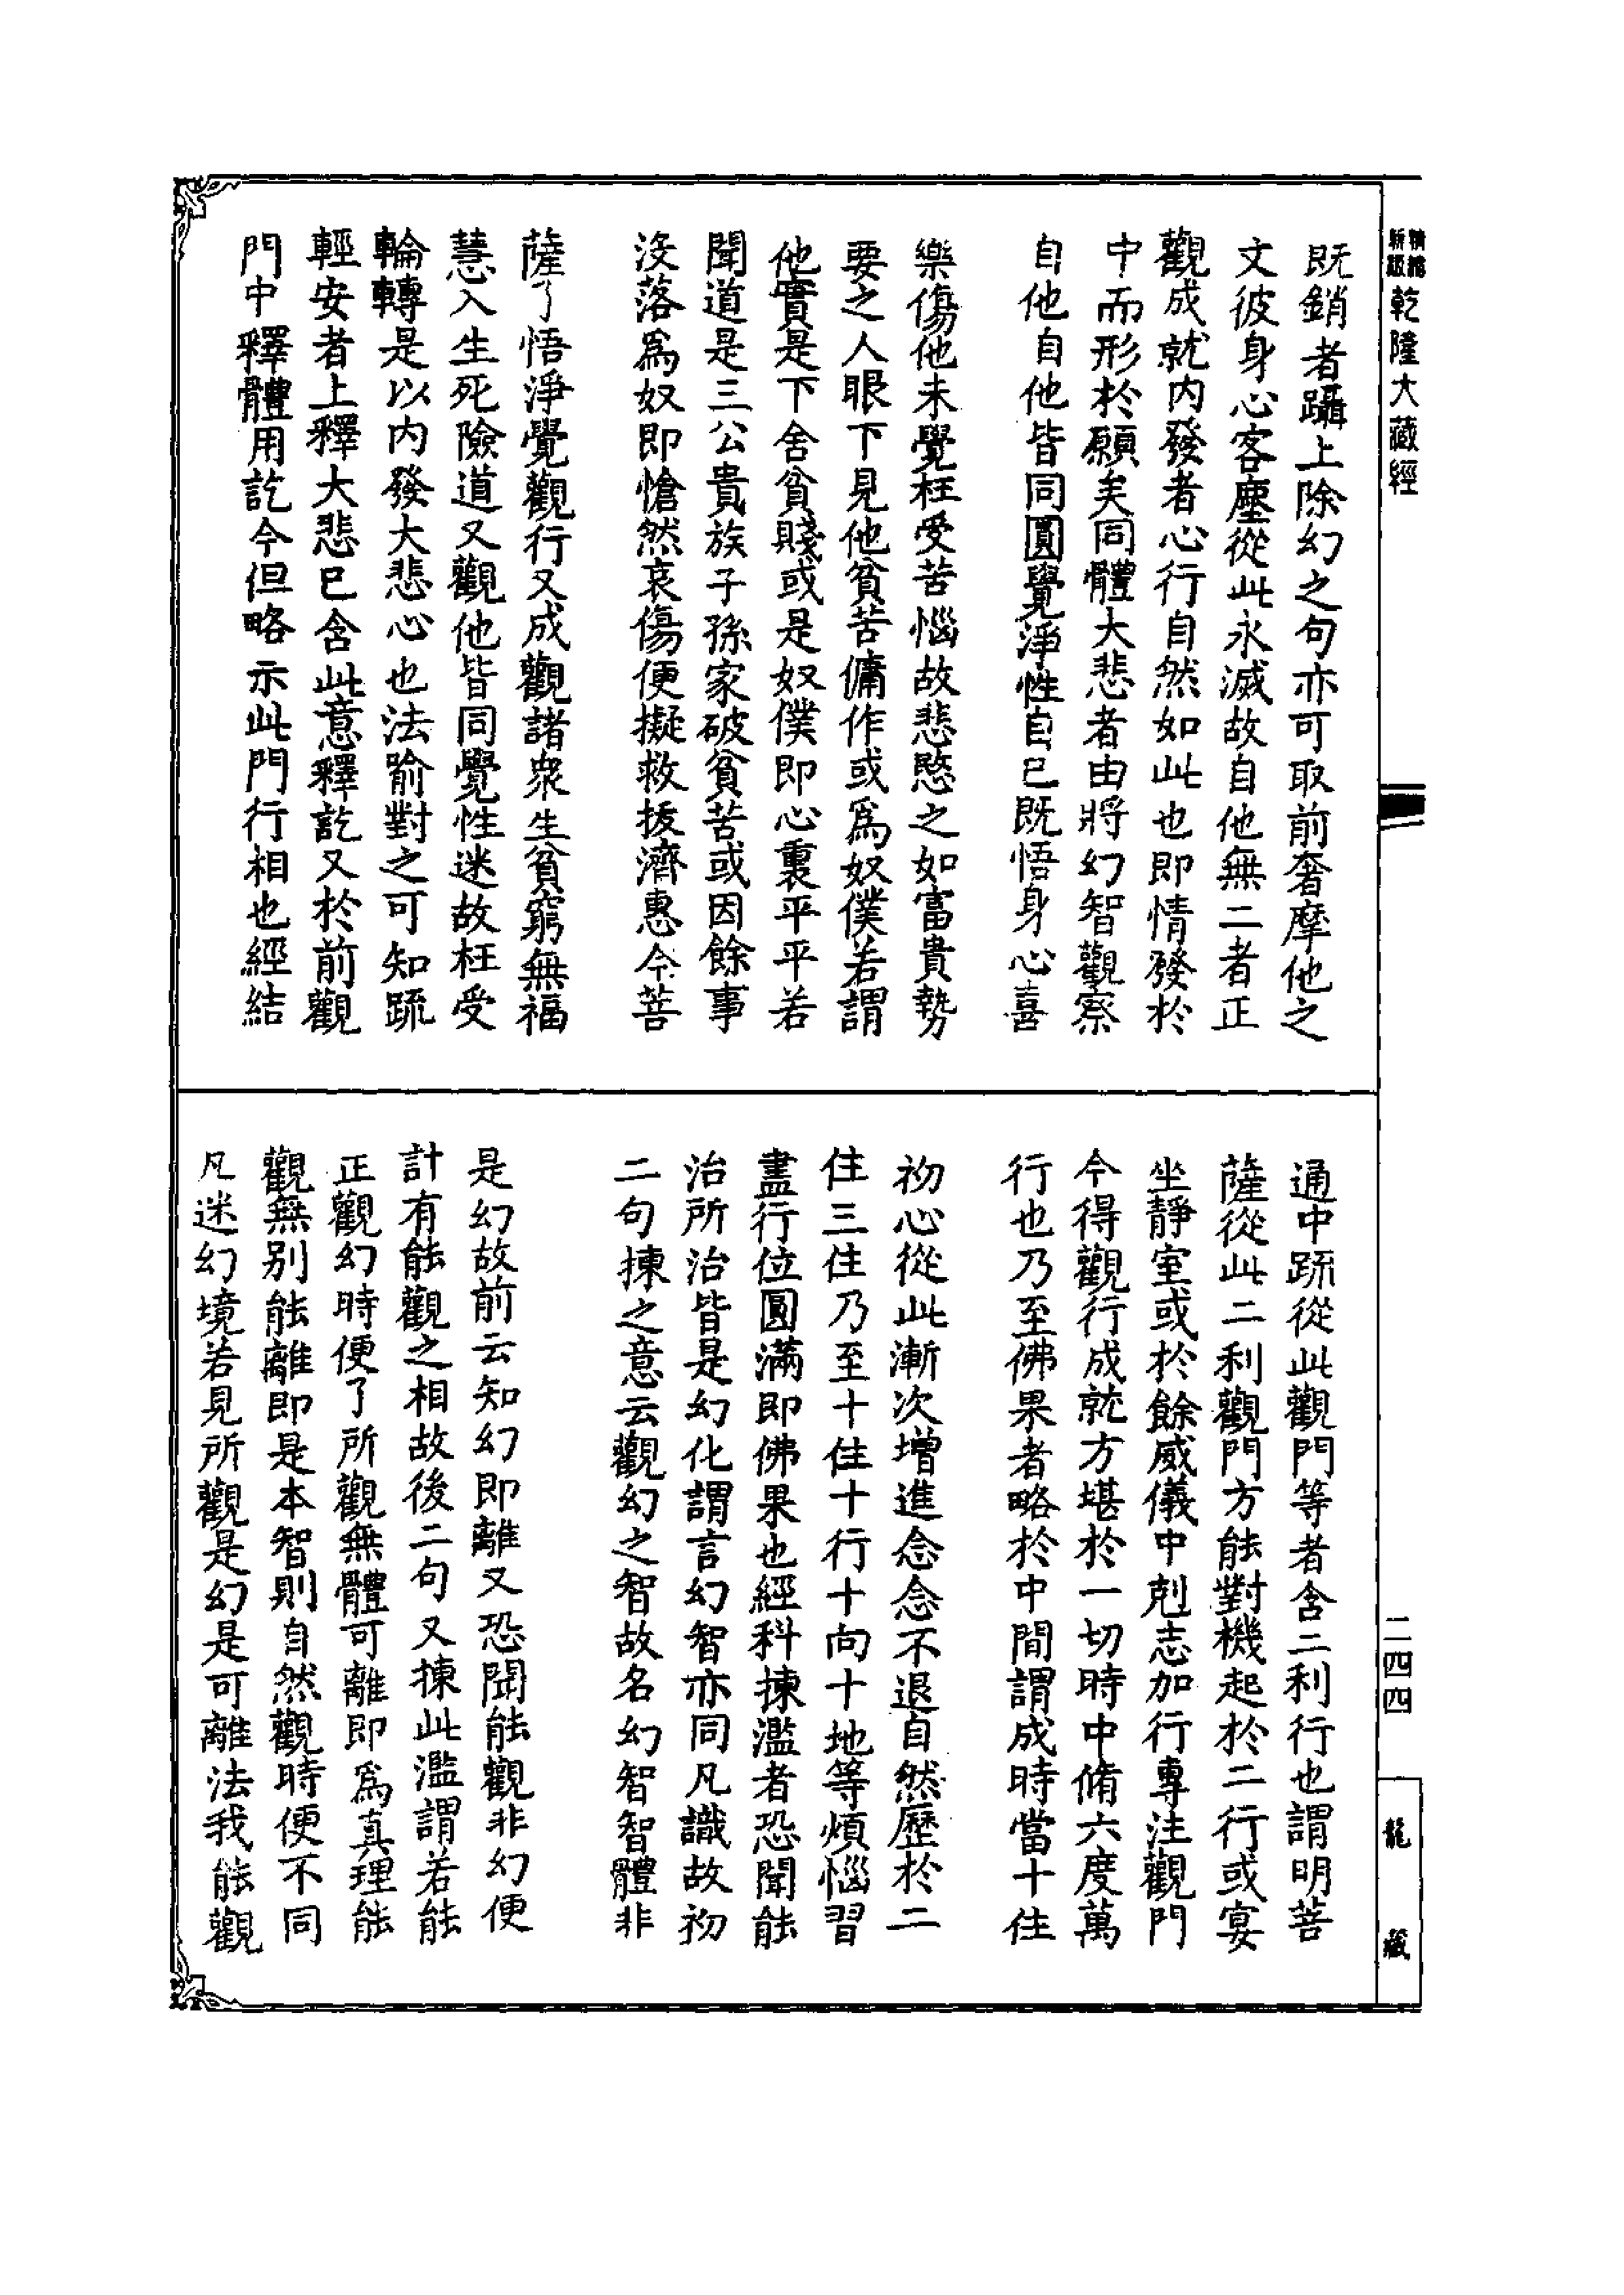 精縮新級乾隆大藏經
既銷者躡上除幻之句亦可取前奢摩他之
文彼身心客塵從此永滅故自他無二者正
觀成就內發者心行自然如此也即情發於
中而形於願矣同體大悲者由將幻智觀察
自他自他皆同圓覺淨性自已既悟身心喜
樂傷他未覺枉受苦惱故悲愍之如富貴勢
要之人眼下見他貧苦傭作或爲奴僕若謂
他實是下舍貧賤或是奴僕即心裏平平若
聞道是三公貴族子孫家破貧苦或因餘事
沒落爲奴即愴然哀傷便擬救拔濟惠今菩
薩了悟淨覺觀行又成觀諸衆生貧窮無福
慧入生死險道又觀他皆同覺性迷故枉受
輪轉是以內發大悲心也法喻對之可知疏
輕安者上釋大悲已含此意釋訖又於前觀
門中釋體用訖今但略示此門行相也經結
通中疏從此觀門等者含二利行也謂明菩
薩從此二利觀門方能對機起於二行或宴
坐靜室或於餘威儀中剋志加行專注觀門
今得觀行成就方堪於一切時中脩六度萬
行也乃至佛果者略於中間謂成時當十住
初心從此漸次增進念念不退自然歷於二
住三住乃至十住十行十向十地等煩惱習
盡行位圓滿即佛果也經科揀濫者恐聞能
治所治皆是幻化謂言幻智亦同凡識故初
二句揀之意云觀幻之智故名幻智智體非
是幻故前云知幻即離又恐聞能觀非幻便
計有能觀之相故後二句又揀此濫謂若能
正觀幻時便了所觀無體可離即爲真理能
觀無別能離即是本智則自然觀時便不同
凡迷幻境若見所觀是幻是可離法我能觀
二四四
龍藏